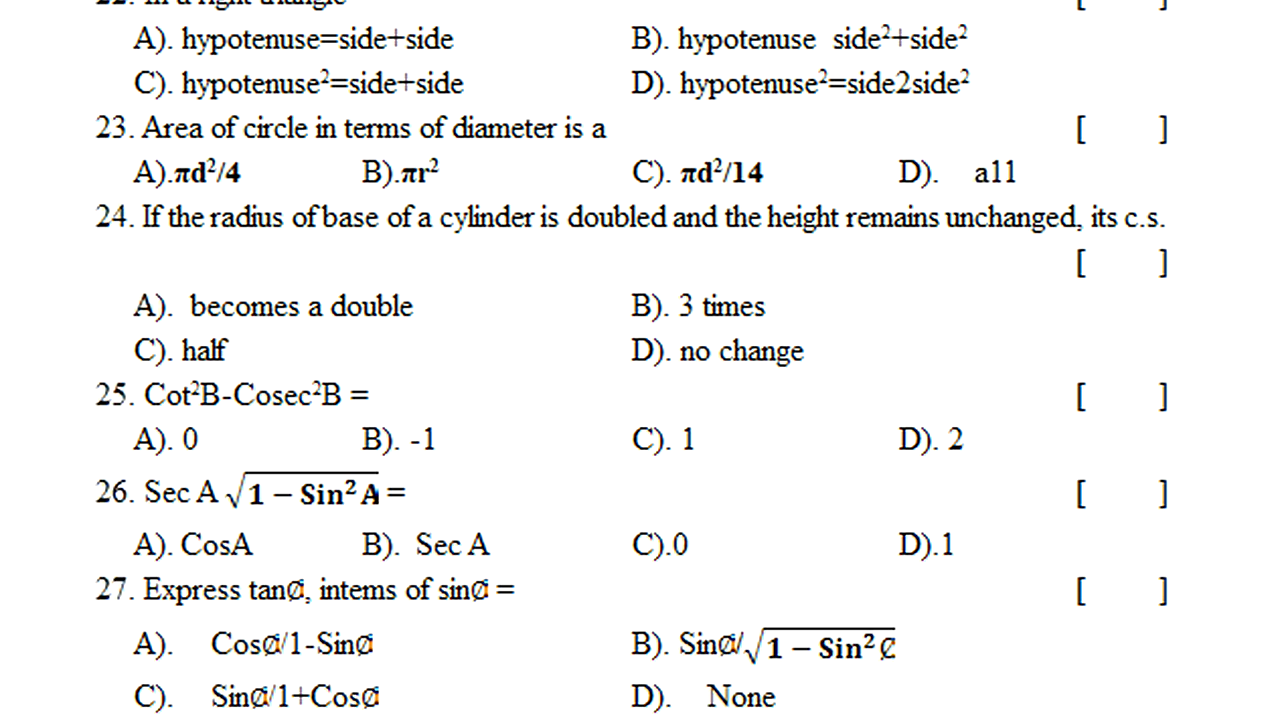 22. In a right triangle [ ]
A). hypotenuse=side+side B). hypotenuse side²+side²
C). hypotenuse²=side+side D). hypotenuse²=side2side²
23. Area of circle in terms of diameter is a [ ]
A).πd²/4 B).πr² C). πd²/14 D). a11
24. If the radius of base of a cylinder is doubled and the height remains unchanged, its c.s.
[ ]
A). becomes a double B). 3 times
C). half D). no change
25. Cot²B-Cosec²B = [ ]
A). 0 B). -1 C). 1 D). 2
26. Sec A √1 – Sin² A = [ ]
A). CosA B). Sec A C).0 D).1
27. Express tanØ, intems of sinØ = [ ]
A). CosØ/1-SinØ B). SinØ/√1 – Sin² Ȼ
C). SinØ/1+CosØ D). None